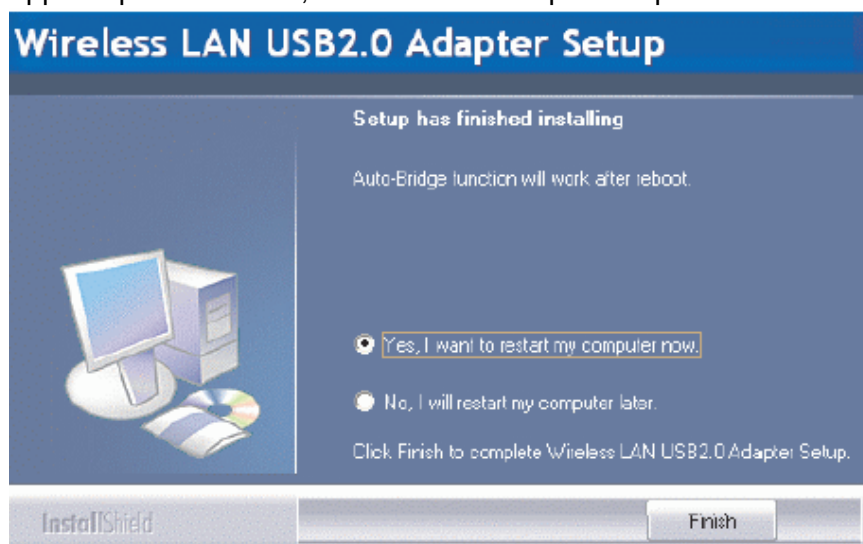 Wireless LAN USB2.0 Adapter Setup
Setup has finished installing
Auto-Bridge function will work after reboot.
Yes, I want to restart my computer now.
No, I will restart my computer later.
Click Finish to complete Wireless LAN USB2.0 Adapter Setup.
InstallShield
Finish